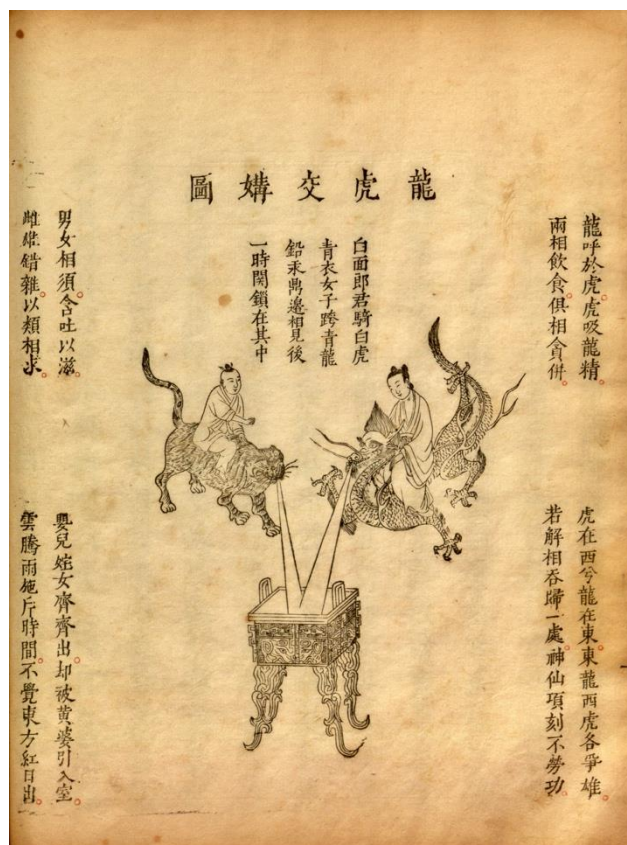 龍虎交媾圖
龍呼於虎。虎吸龍精。
兩相飲食。俱相貪併。
白面郎君騎白虎
青衣女子跨青龍
鉛汞鼎邊相見後
一時関鎖在其中
男女相須。含吐以滋。
雌雄錯雜。以類相求。
虎在西兮龍在東。東龍西虎各爭雄。
若解相吞歸一處。神仙項刻不勞功。
嬰兒姹女齊齊出。却被黄婆引入室。
雲騰雨施片時間。不覺東方紅日出。